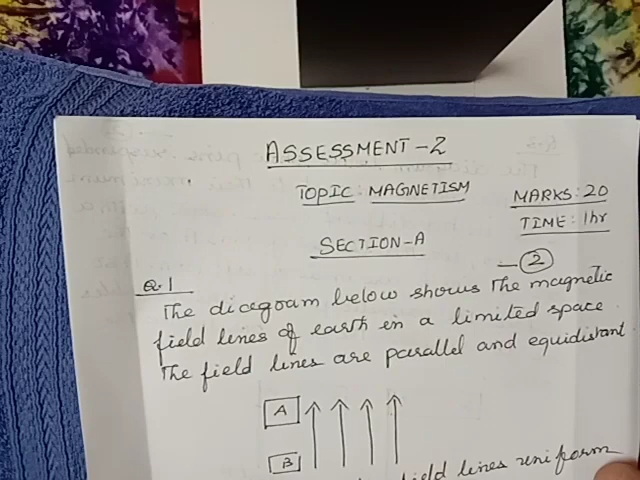 ASSESSMENT-2
TOPIC: MAGNETISM
MARKS: 20
TIME: 1hr
SECTION-A
Q.1
- 2
The dicegoam below shows the magnetic
field lines of earth in a limited space.
The field lines are parallel and equidistant.
A
B
field lines uniform